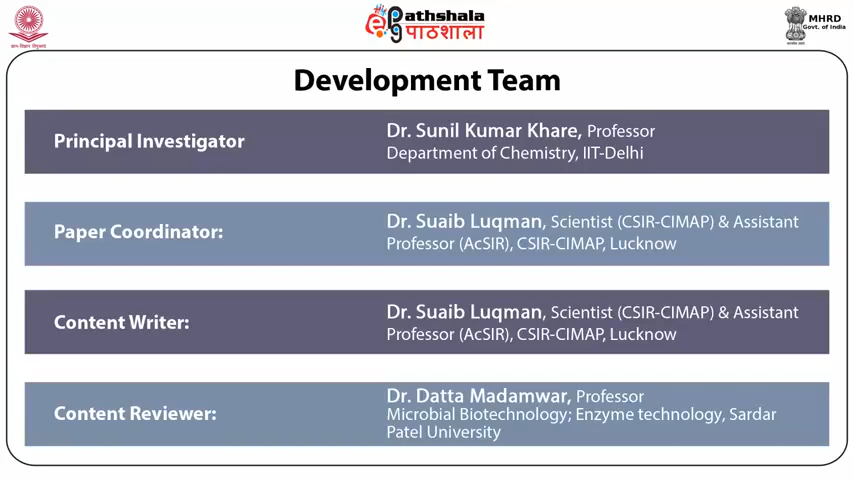 ePathshala
पाठशाला
MHRD
Govt. of India
Development Team
Principal Investigator
Dr. Sunil Kumar Khare, Professor
Department of Chemistry, IIT-Delhi
Paper Coordinator:
Dr. Suaib Luqman, Scientist (CSIR-CIMAP) & Assistant
Professor (AcSIR), CSIR-CIMAP, Lucknow
Content Writer:
Dr. Suaib Luqman, Scientist (CSIR-CIMAP) & Assistant
Professor (AcSIR), CSIR-CIMAP, Lucknow
Content Reviewer:
Dr. Datta Madamwar, Professor
Microbial Biotechnology; Enzyme technology, Sardar
Patel University